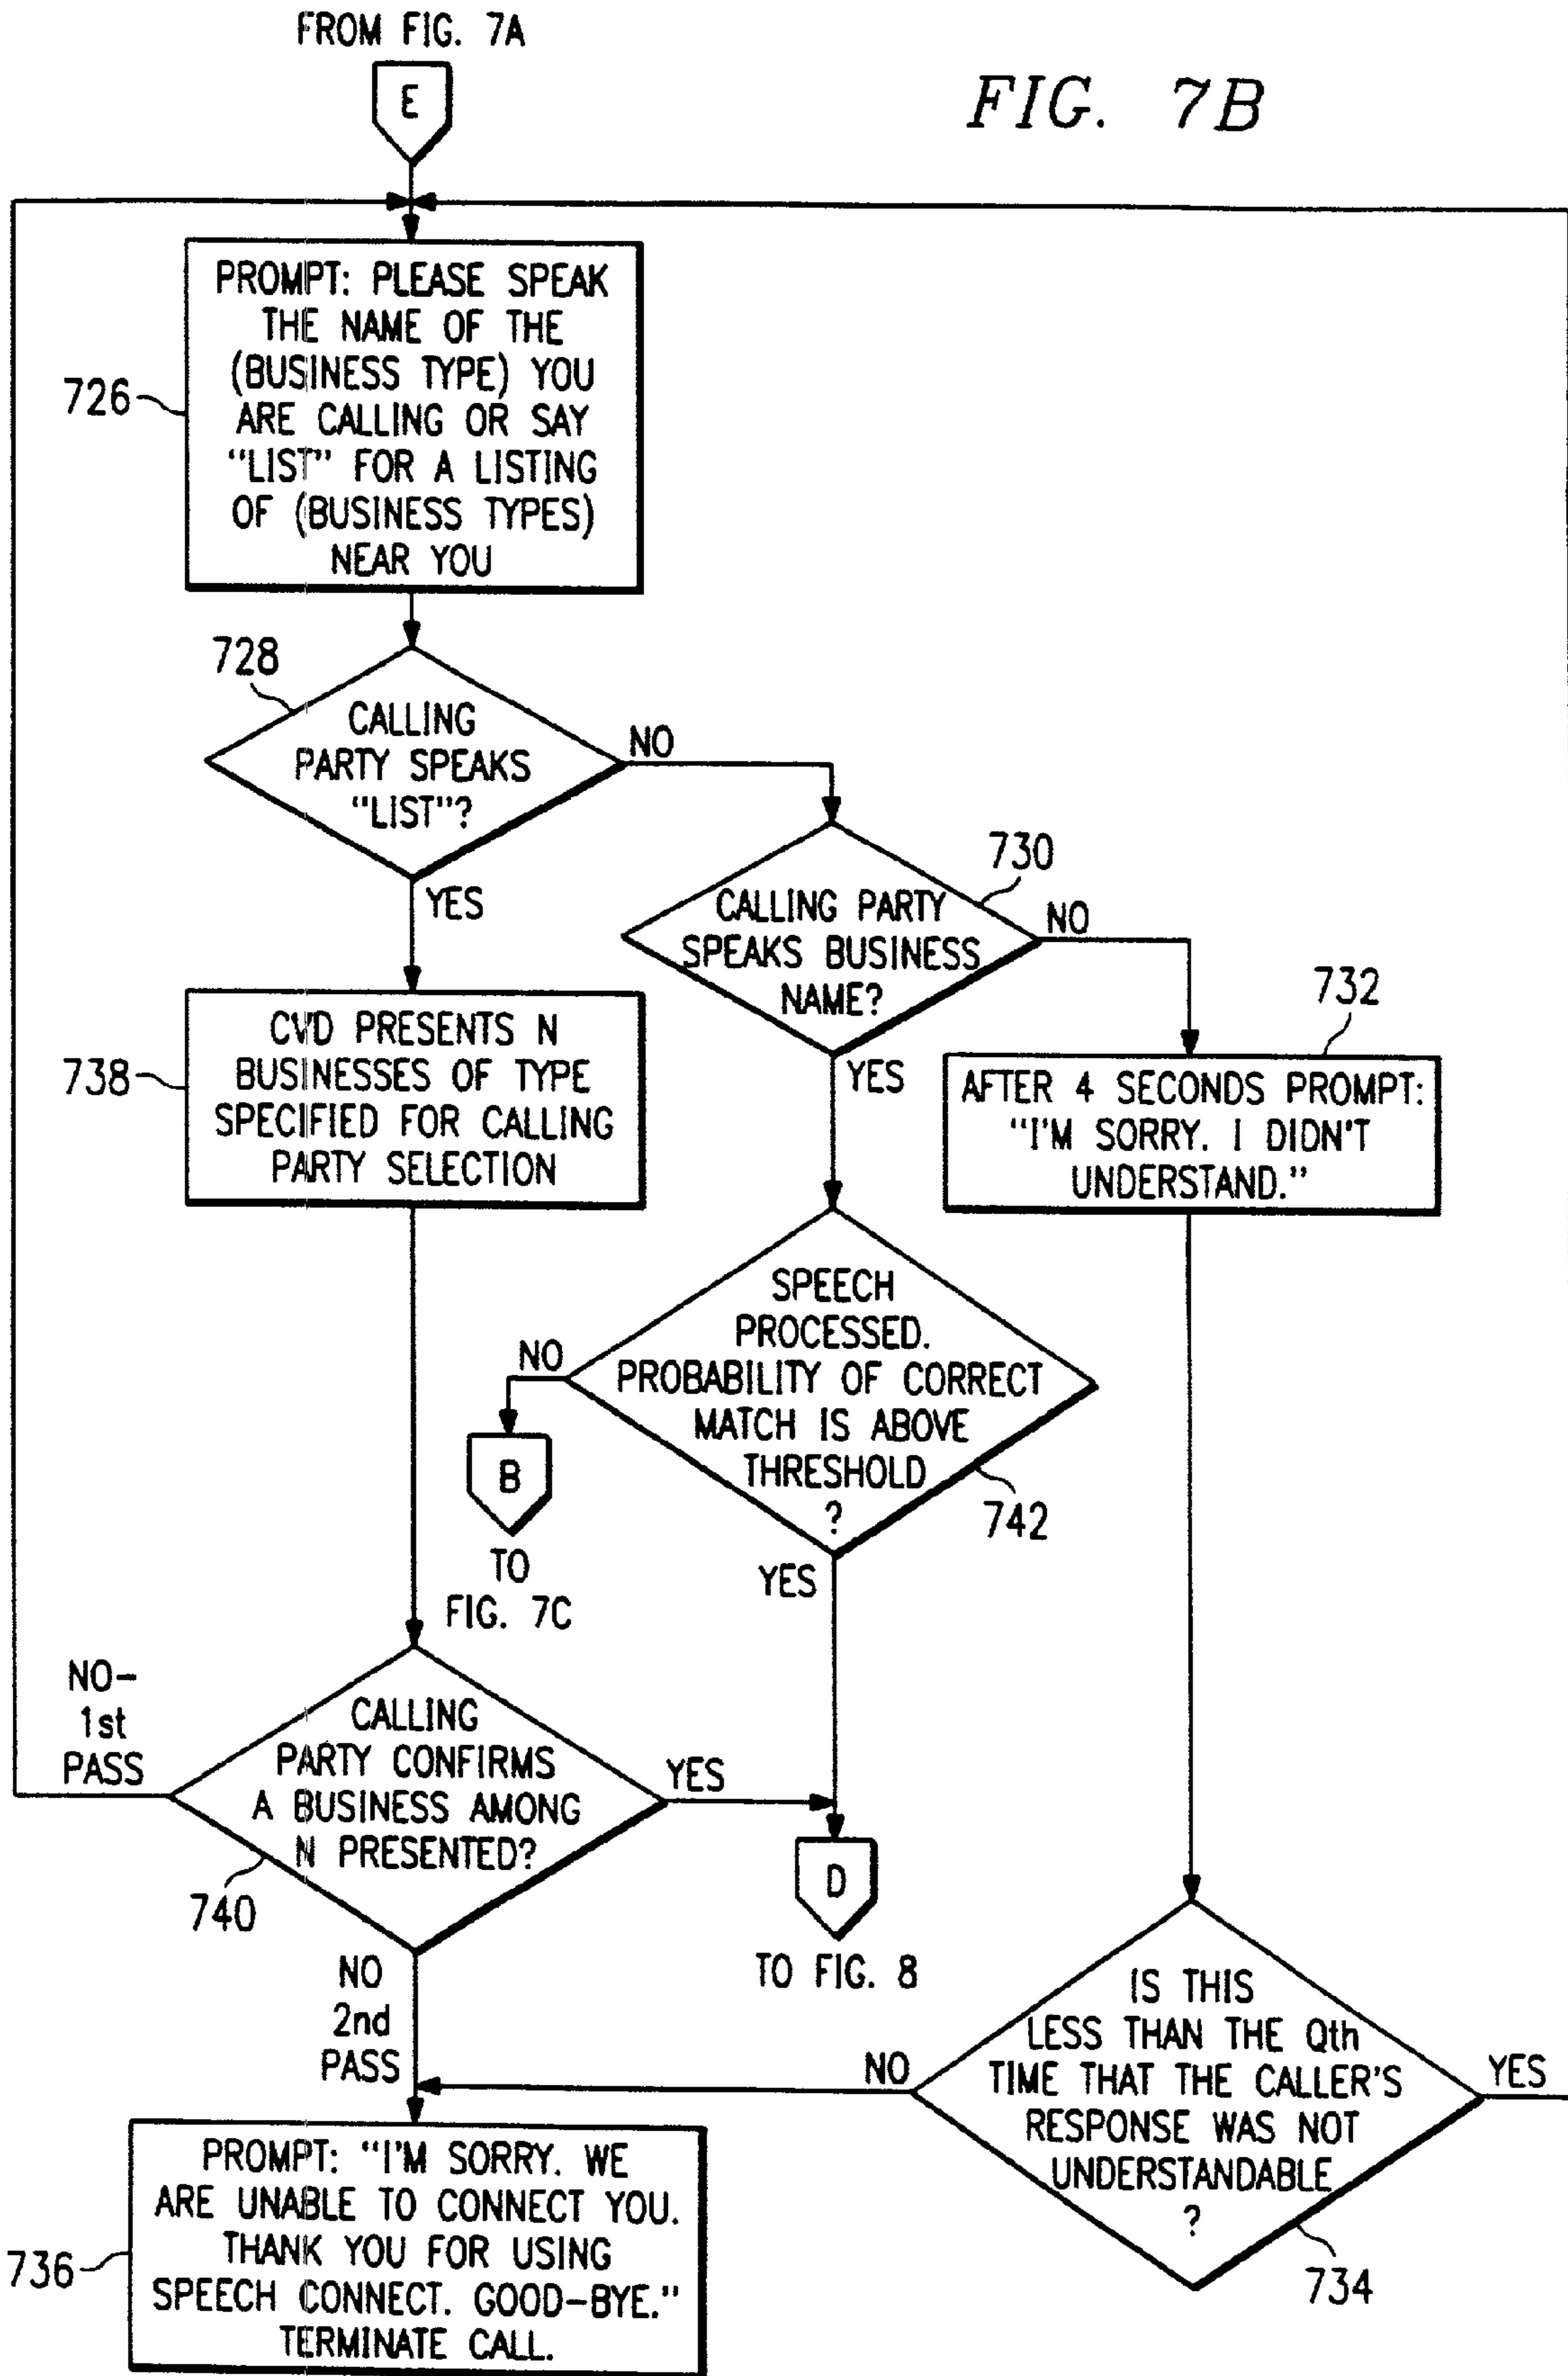 FROM FIG. 7A
E
FIG. 7B
PROMPT: PLEASE SPEAK
THE NAME OF THE
(BUSINESS TYPE) YOU
ARE CALLING OR SAY
"LIST" FOR A LISTING
OF (BUSINESS TYPES)
NEAR YOU
726
728
CALLING
PARTY SPEAKS
"LIST"?
NO
YES
730
CALLING PARTY
SPEAKS BUSINESS
NAME?
NO
YES
732
AFTER 4 SECONDS PROMPT:
"I'M SORRY. I DIDN'T
UNDERSTAND."
738
CVD PRESENTS N
BUSINESSES OF TYPE
SPECIFIED FOR CALLING
PARTY SELECTION
SPEECH
PROCESSED.
PROBABILITY OF CORRECT
MATCH IS ABOVE
THRESHOLD
?
742
NO
B
TO
FIG. 7C
YES
NO-
1st
PASS
CALLING
PARTY CONFIRMS
A BUSINESS AMONG
N PRESENTED?
740
YES
D
TO FIG. 8
NO
2nd
PASS
IS THIS
LESS THAN THE Qth
TIME THAT THE CALLER'S
RESPONSE WAS NOT
UNDERSTANDABLE
?
734
NO
YES
736
PROMPT: "I'M SORRY. WE
ARE UNABLE TO CONNECT YOU.
THANK YOU FOR USING
SPEECH CONNECT. GOOD-BYE."
TERMINATE CALL.